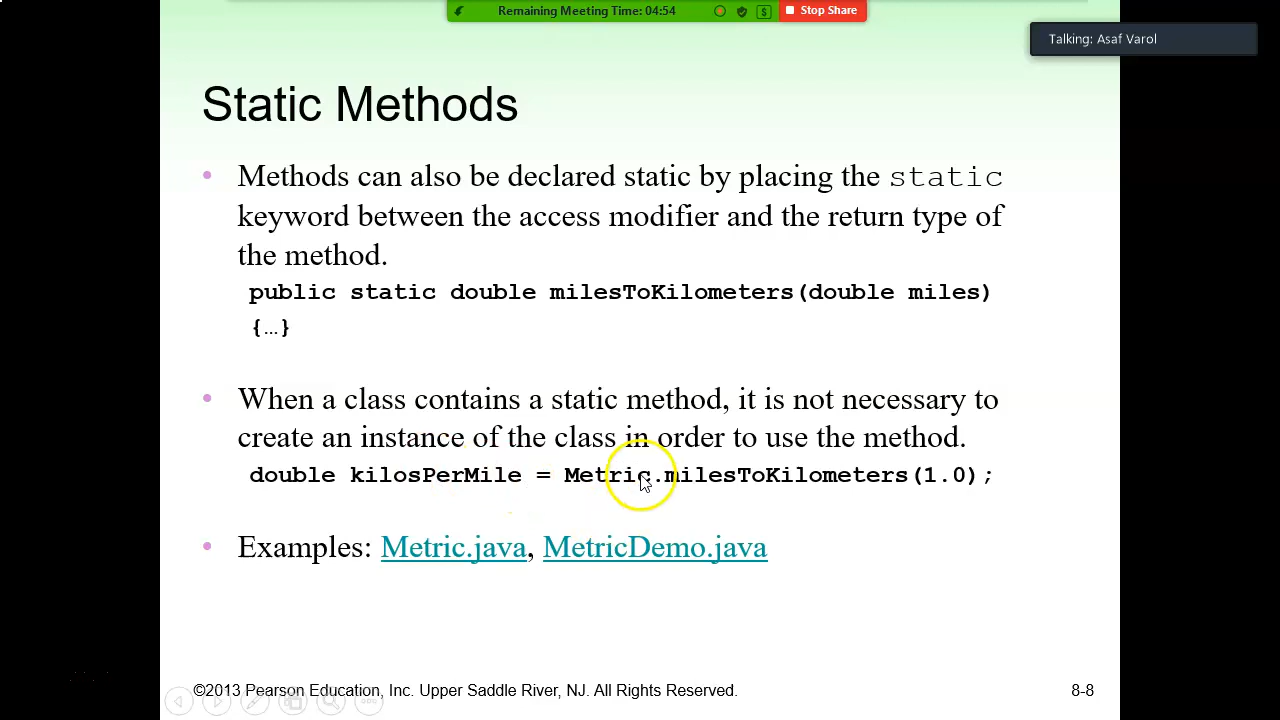 Remaining Meeting Time: 04:54
Stop Share
Talking: Asaf Varol
Static Methods
• Methods can also be declared static by placing the static
keyword between the access modifier and the return type of
the method.
public static double milesToKilometers(double miles)
{…}
• When a class contains a static method, it is not necessary to
create an instance of the class in order to use the method.
double kilosPerMile = Metric.milesToKilometers(1.0);
• Examples: Metric.java, MetricDemo.java
©2013 Pearson Education, Inc. Upper Saddle River, NJ. All Rights Reserved.
8-8